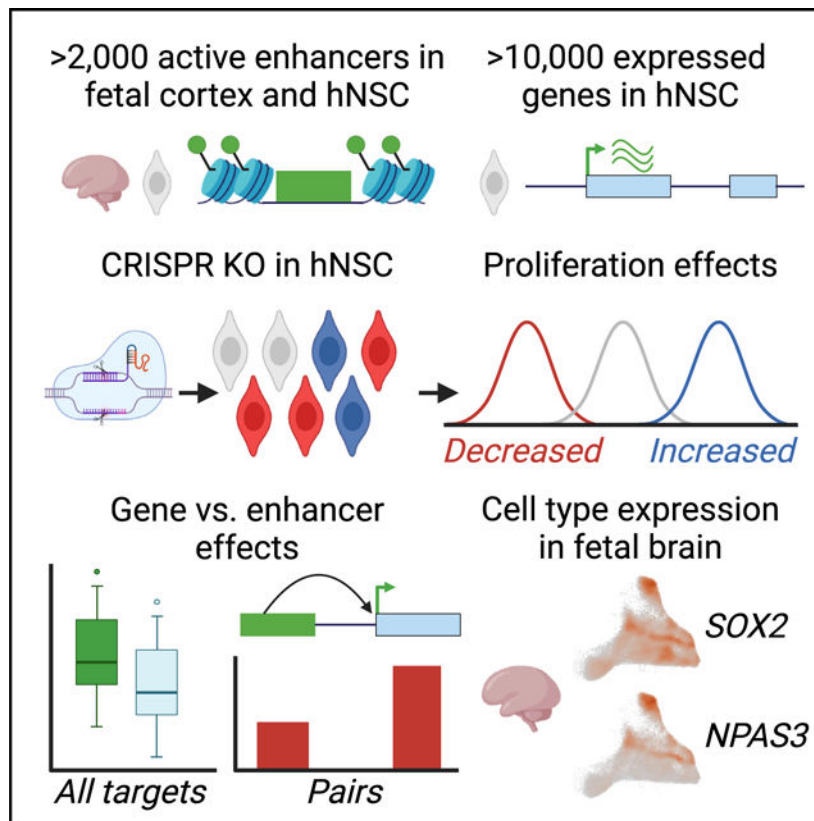 >2,000 active enhancers in
fetal cortex and hNSC
>10,000 expressed
genes in hNSC
CRISPR KO in hNSC
Proliferation effects
Decreased
Increased
Gene vs. enhancer
effects
All targets
Pairs
Cell type expression
in fetal brain
SOX2
NPAS3